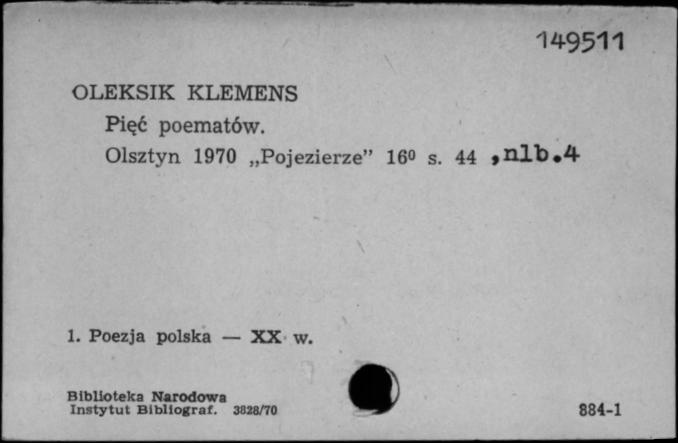 149511
OLEKSIK KLEMENS
Pięć poematów.
Olsztyn 1970 „Pojezierze” 16⁰ s. 44 ,nlb.4
1. Poezja polska — XX w.
Biblioteka Narodowa
Instytut Bibliograf. 3828/70
884-1